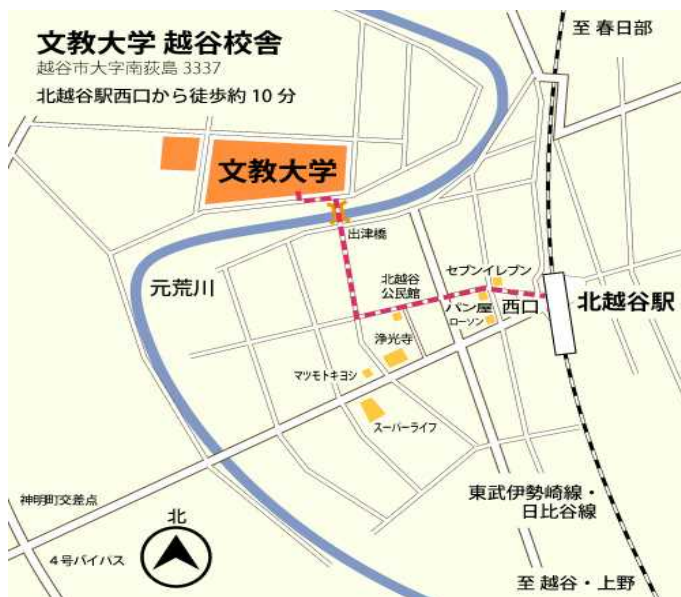 文教大学 越谷校舎
越谷市大字南荻島 3337
北越谷駅西口から徒歩約 10 分
至 春日部
文教大学
出津橋
元荒川
北越谷
公民館
セブンイレブン
パン屋
ローソン
西口
北越谷駅
浄光寺
マツモトキヨシ
スーパーライフ
東武伊勢崎線・
日比谷線
神明町交差点
北
4号バイパス
至 越谷・上野